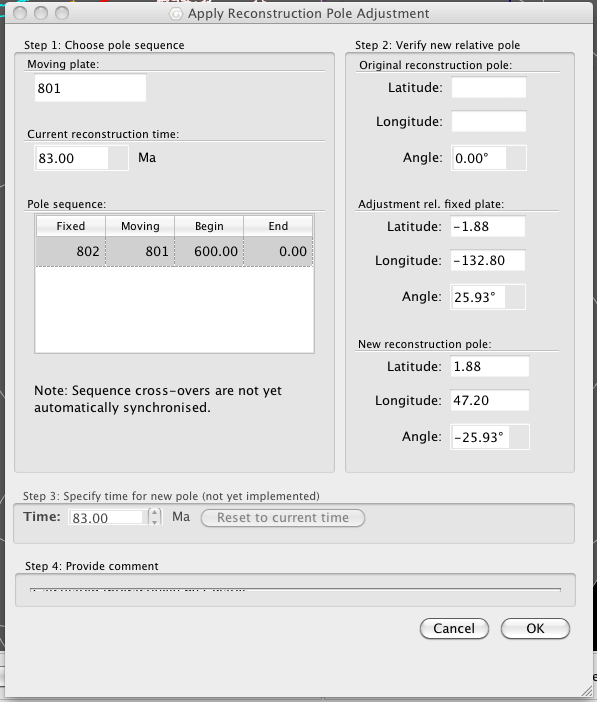 Apply Reconstruction Pole Adjustment
Step 1: Choose pole sequence
Moving plate:
801
Current reconstruction time:
83.00 Ma
Pole sequence:
Fixed Moving Begin End
802 801 600.00 0.00
Note: Sequence cross-overs are not yet
automatically synchronised.
Step 2: Verify new relative pole
Original reconstruction pole:
Latitude:
Longitude:
Angle: 0.00°
Adjustment rel. fixed plate:
Latitude: -1.88
Longitude: -132.80
Angle: 25.93°
New reconstruction pole:
Latitude: 1.88
Longitude: 47.20
Angle: -25.93°
Step 3: Specify time for new pole (not yet implemented)
Time: 83.00 Ma Reset to current time
Step 4: Provide comment
Cancel OK